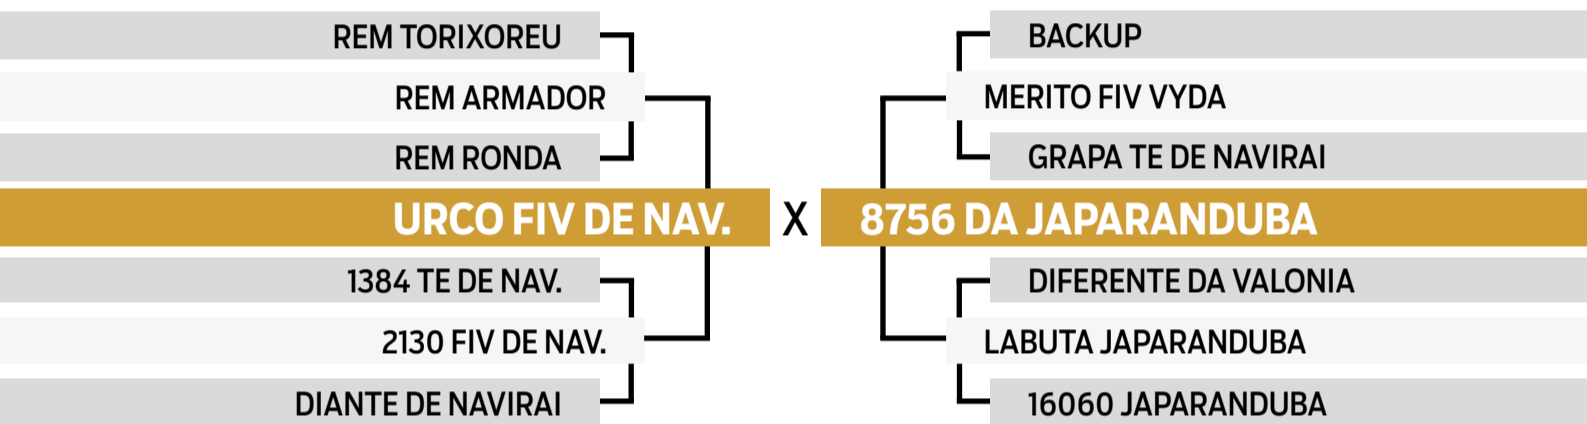 REM TORIXOREU
REM ARMADOR
REM RONDA
URCO FIV DE NAV.
1384 TE DE NAV.
2130 FIV DE NAV.
DIANTE DE NAVIRAI
X
BACKUP
MERITO FIV VYDA
GRAPA TE DE NAVIRAI
8756 DA JAPARANDUBA
DIFERENTE DA VALONIA
LABUTA JAPARANDUBA
16060 JAPARANDUBA